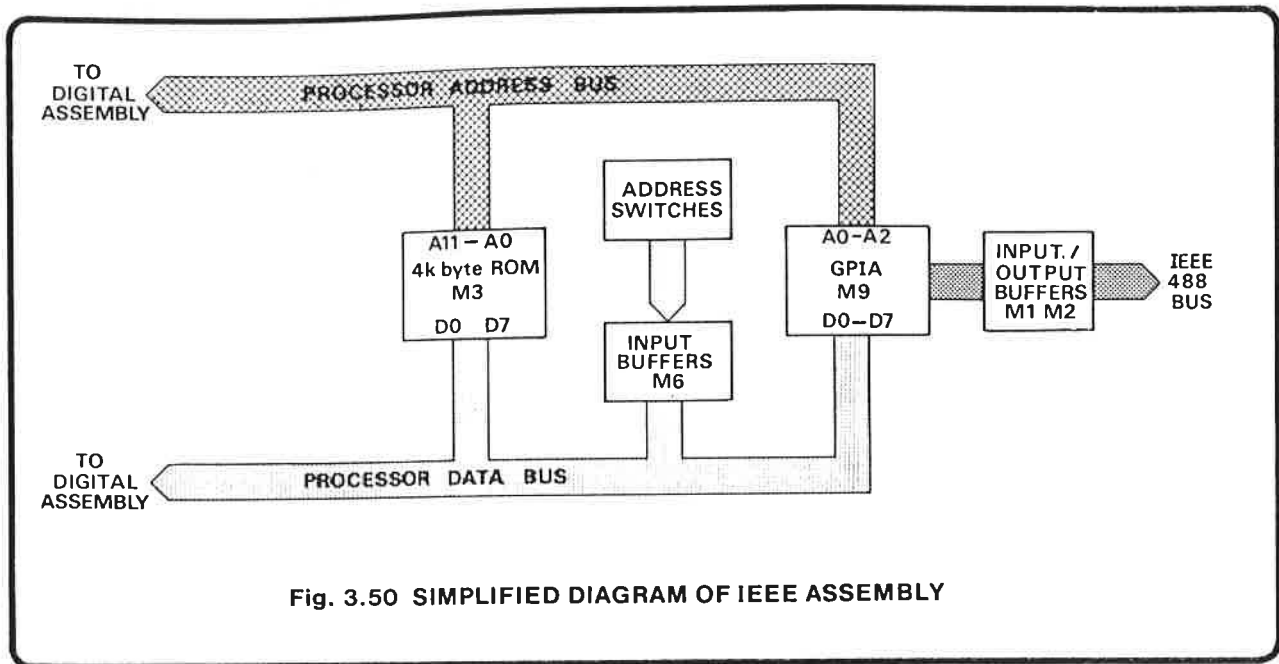 TO
DIGITAL
ASSEMBLY
PROCESSOR ADDRESS BUS
ADDRESS
SWITCHES
A11 – A0
4k byte ROM
M3
D0 D7
INPUT
BUFFERS
M6
A0–A2
GPIA
M9
D0–D7
INPUT./
OUTPUT
BUFFERS
M1 M2
IEEE
488
BUS
TO
DIGITAL
ASSEMBLY
PROCESSOR DATA BUS
Fig. 3.50 SIMPLIFIED DIAGRAM OF IEEE ASSEMBLY